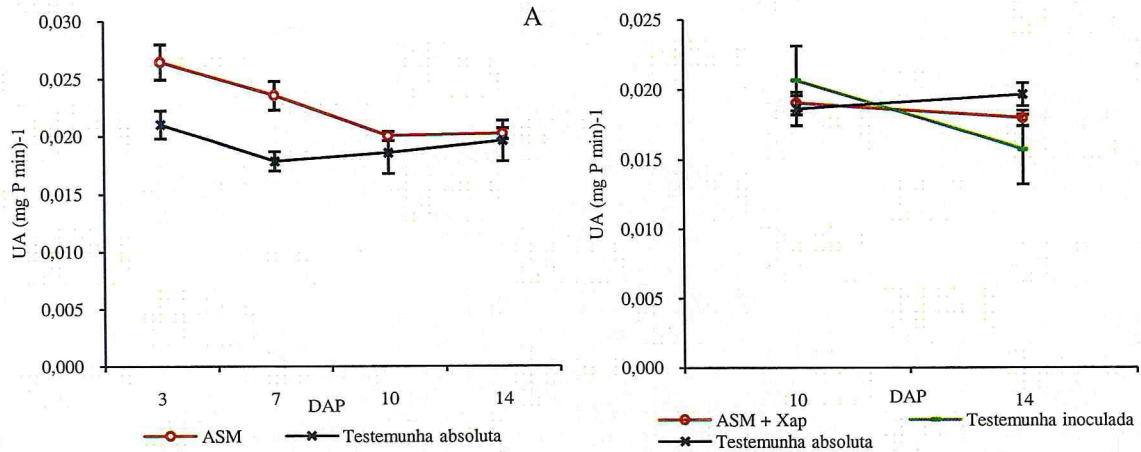 A
UA (mg P min)-1
0,030
0,025
0,020
0,015
0,010
0,005
0,000
3 7 10 14
DAP
ASM Testemunha absoluta
UA (mg P min)-1
0,025
0,020
0,015
0,010
0,005
0,000
10 14
DAP
ASM + Xap Testemunha inoculada
Testemunha absoluta